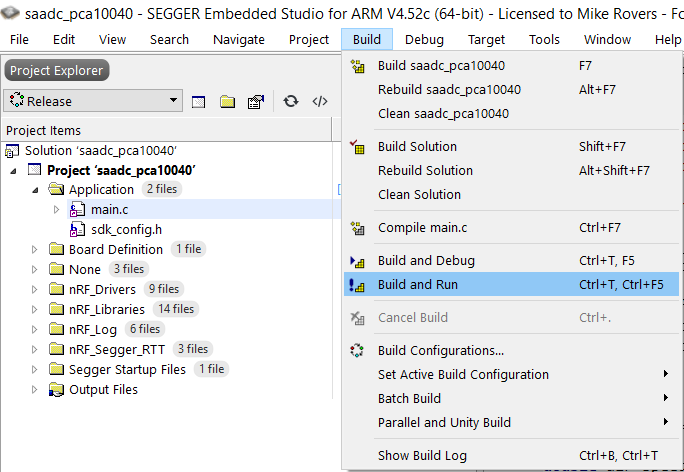 saadc_pca10040 - SEGGER Embedded Studio for ARM V4.52c (64-bit) - Licensed to Mike Rovers - Fo
File Edit View Search Navigate Project Build Debug Target Tools Window Help
Project Explorer
Release
</>
Project Items
Solution ‘saadc_pca10040’
Project ‘saadc_pca10040’
Application 2 files
main.c
sdk_config.h
Board Definition 1 file
None 3 files
nRF_Drivers 9 files
nRF_Libraries 14 files
nRF_Log 6 files
nRF_Segger_RTT 3 files
Segger Startup Files 1 file
Output Files
Build saadc_pca10040 F7
Rebuild saadc_pca10040 Alt+F7
Clean saadc_pca10040
Build Solution Shift+F7
Rebuild Solution Alt+Shift+F7
Clean Solution
Compile main.c Ctrl+F7
Build and Debug Ctrl+T, F5
Build and Run Ctrl+T, Ctrl+F5
Cancel Build Ctrl+.
Build Configurations...
Set Active Build Configuration
Batch Build
Parallel and Unity Build
Show Build Log Ctrl+B, Ctrl+T